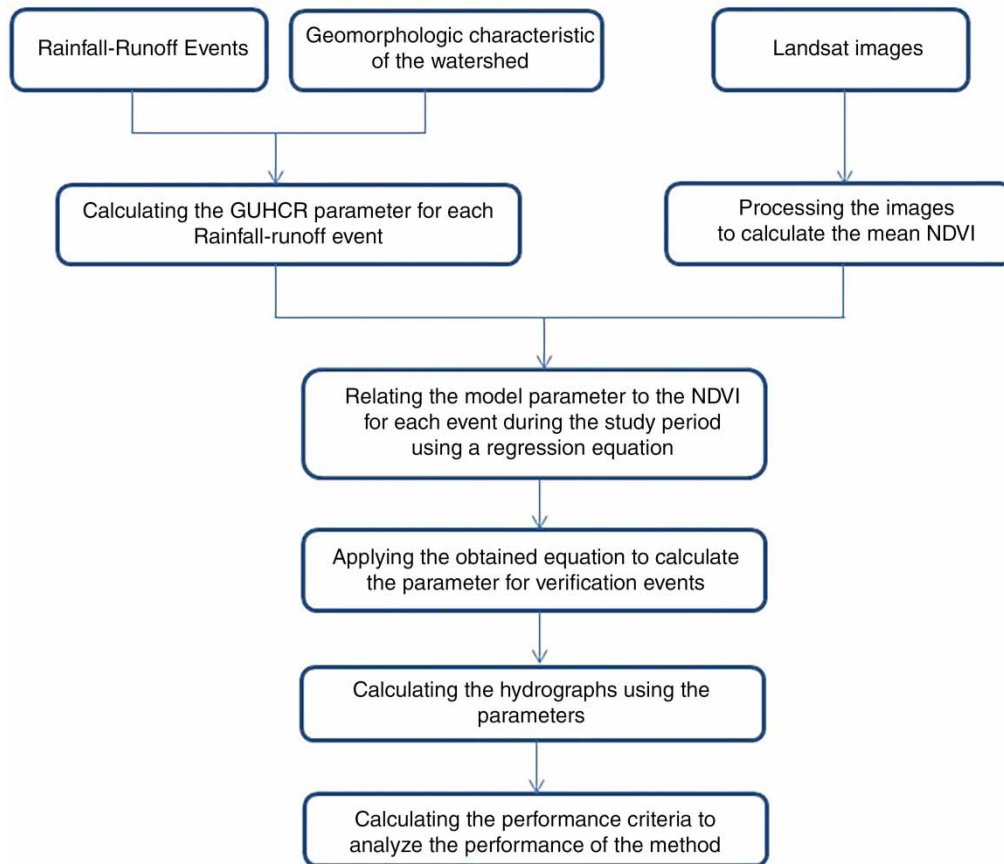 Rainfall-Runoff Events
Geomorphologic characteristic
of the watershed
Landsat images
Calculating the GUHCR parameter for each
Rainfall-runoff event
Processing the images
to calculate the mean NDVI
Relating the model parameter to the NDVI
for each event during the study period
using a regression equation
Applying the obtained equation to calculate
the parameter for verification events
Calculating the hydrographs using the
parameters
Calculating the performance criteria to
analyze the performance of the method